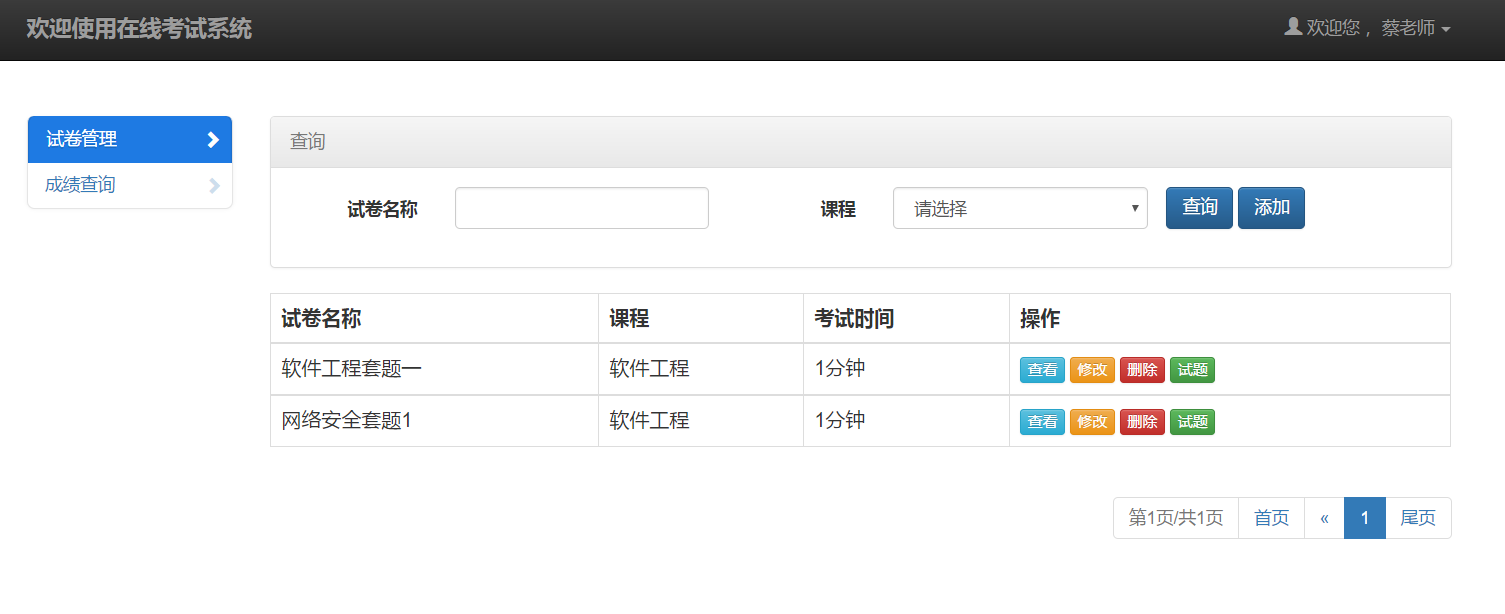 欢迎使用在线考试系统
欢迎您 ,  蔡老师
试卷管理
成绩查询
查询
试卷名称
课程
请选择
查询 添加
试卷名称 课程 考试时间 操作
软件工程套题一 软件工程 1分钟 查看 修改 删除 试题
网络安全套题1 软件工程 1分钟 查看 修改 删除 试题
第1页/共1页 首页 « 1 尾页